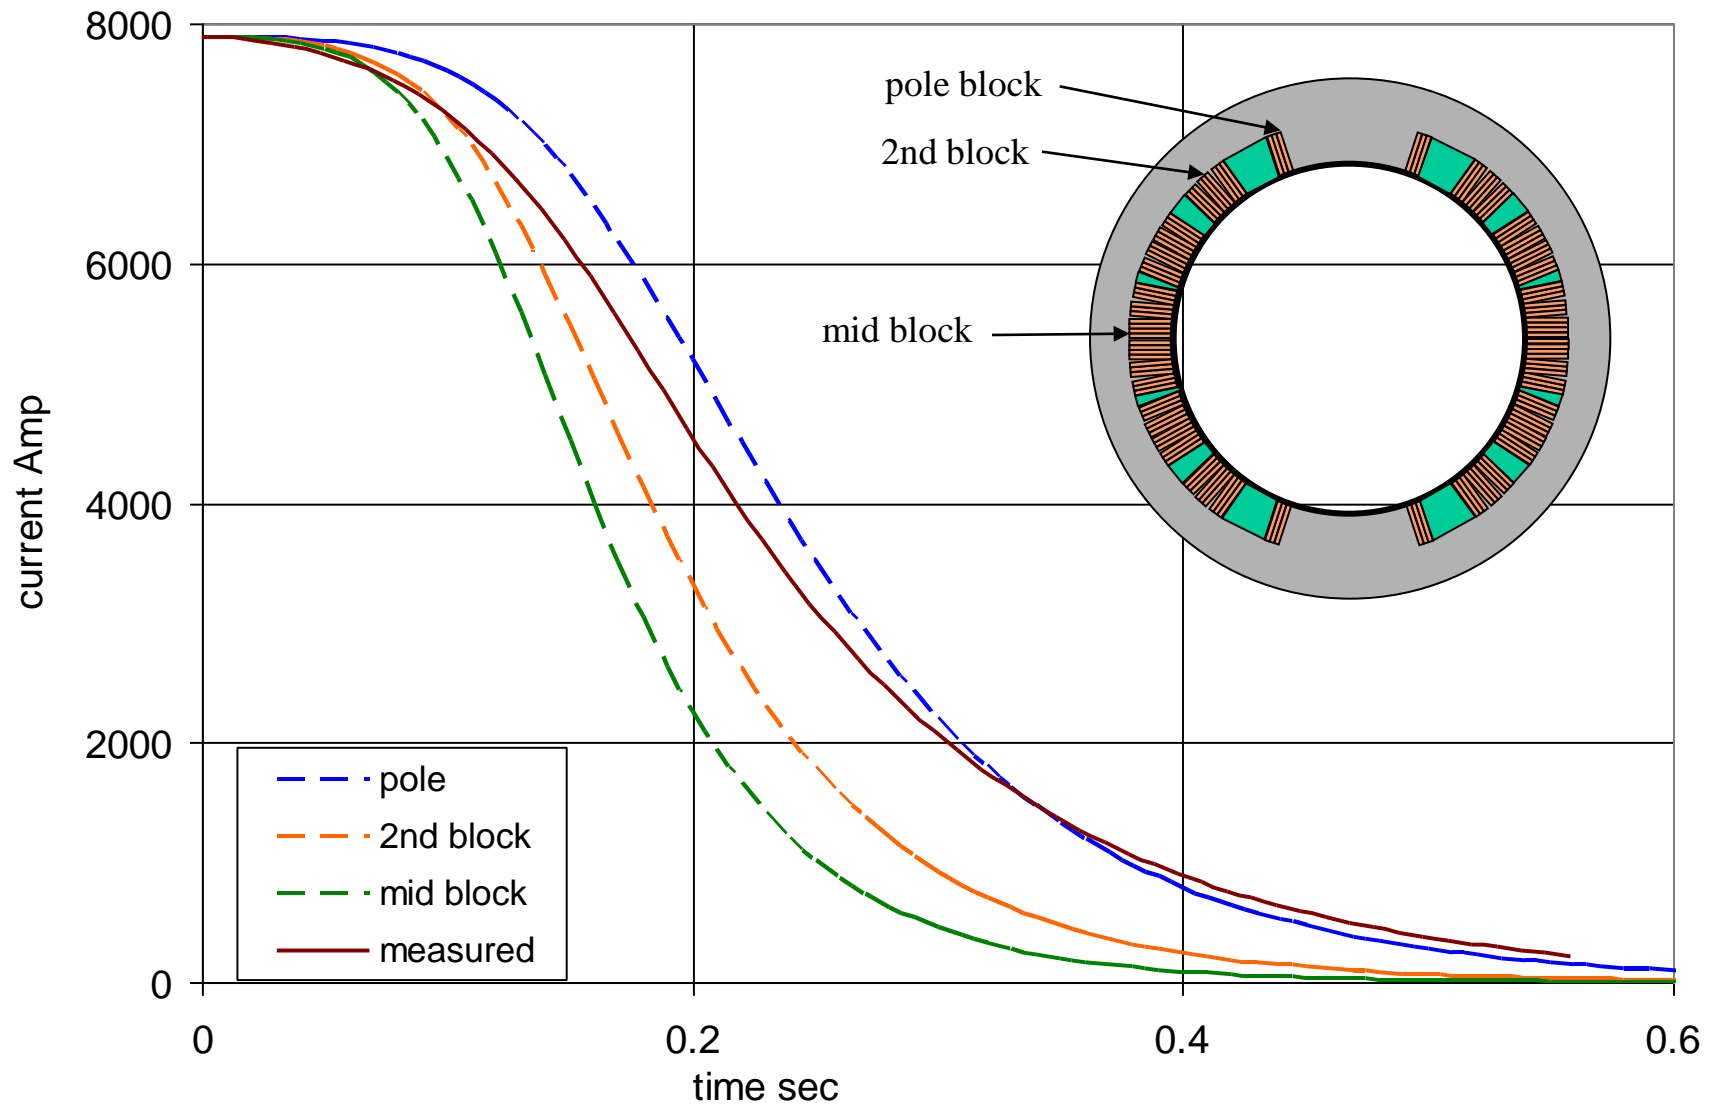 8000
6000
4000
2000
0
current Amp
pole block
2nd block
mid block
pole
2nd block
mid block
measured
0 0.2 0.4 0.6
time sec